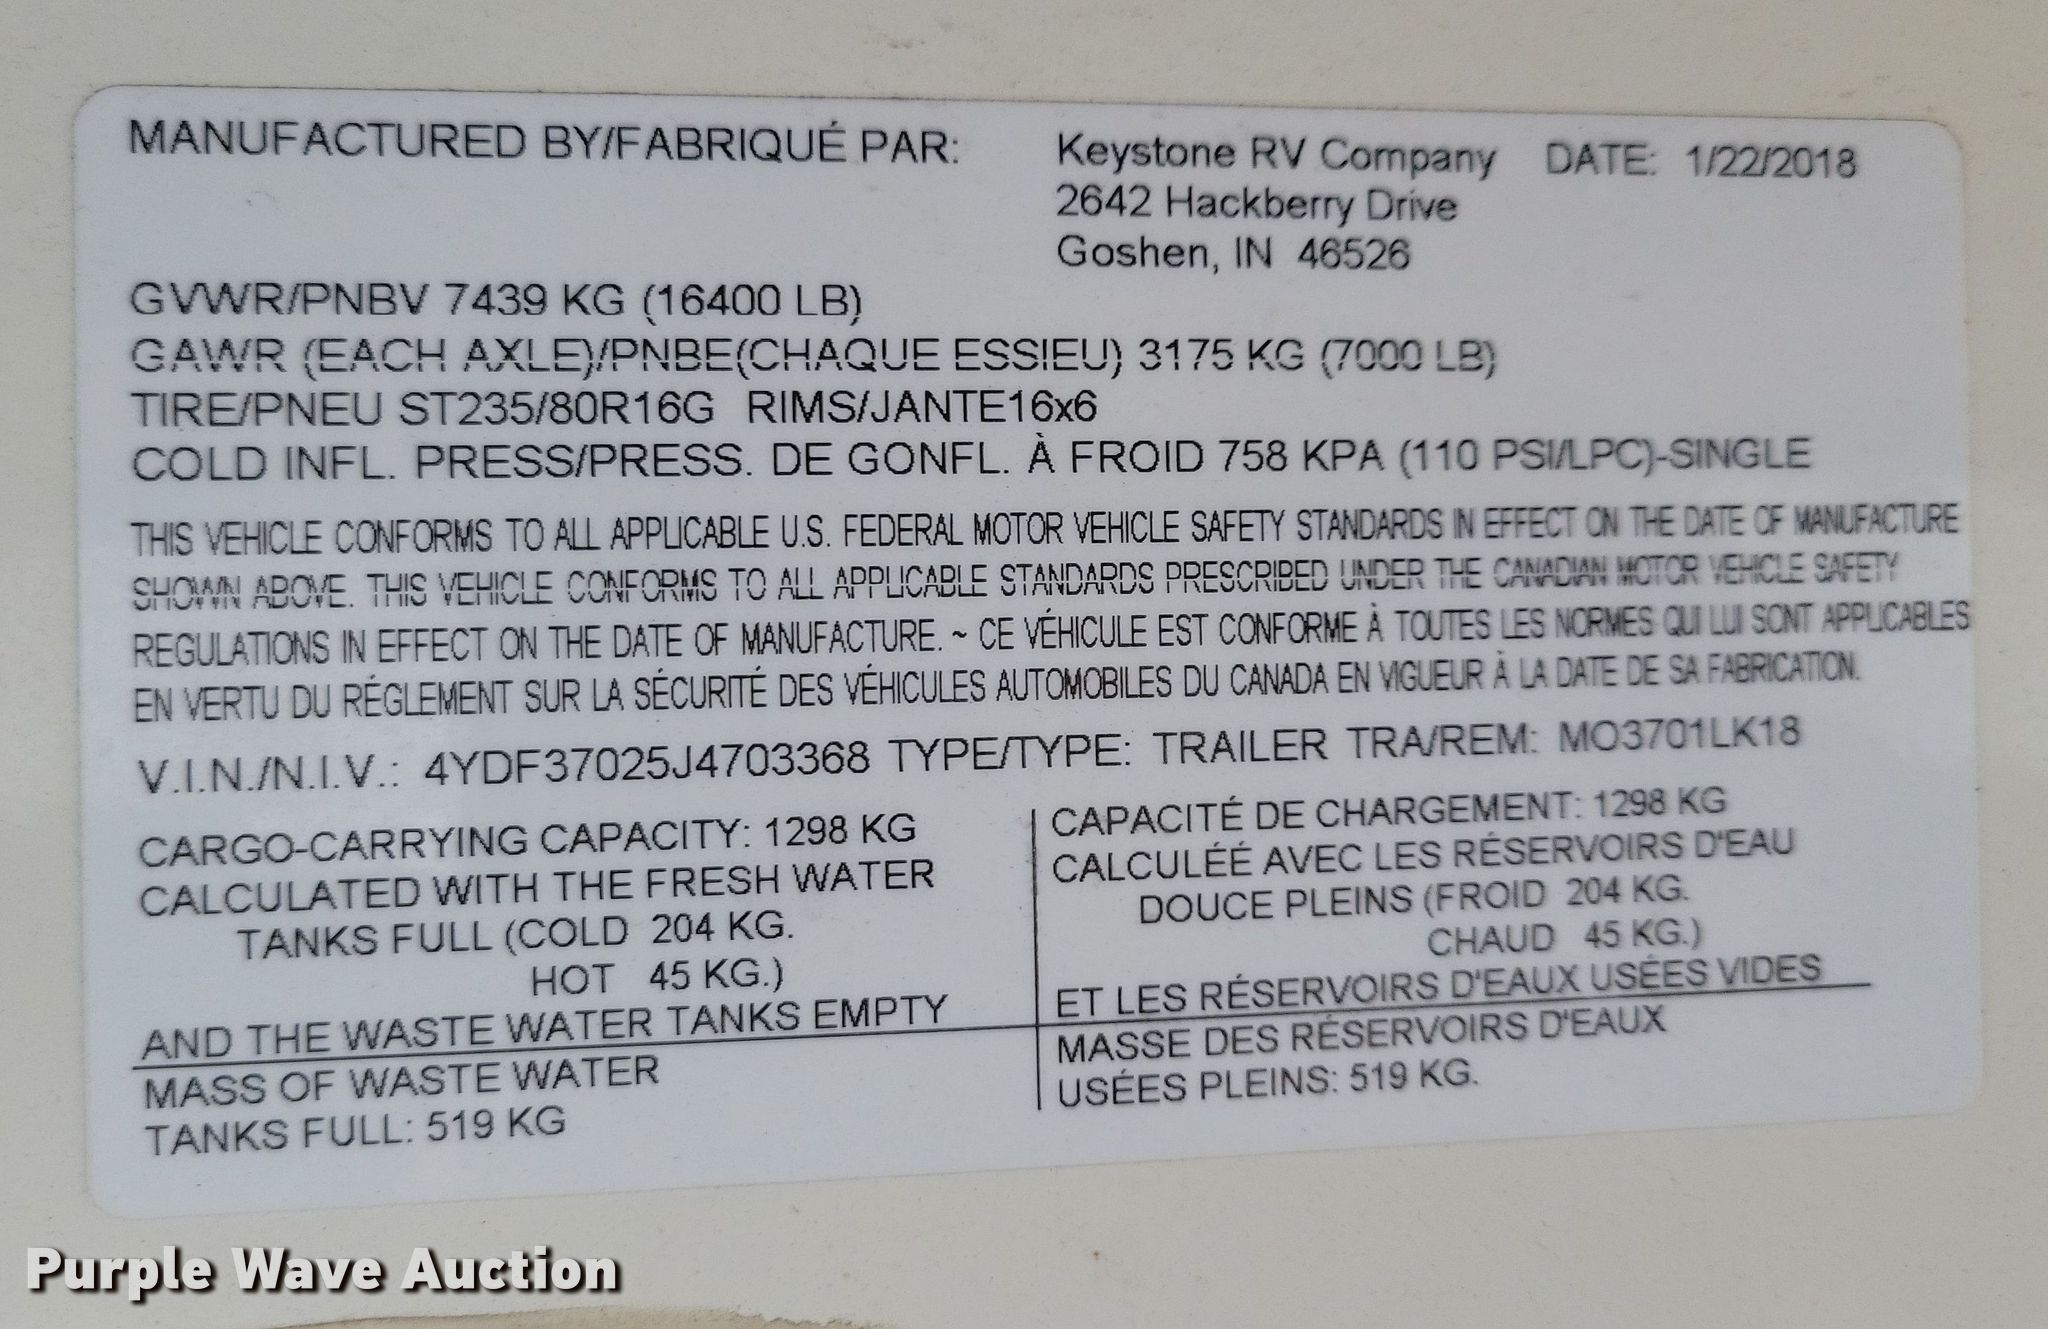 MANUFACTURED BY/FABRIQUÉ PAR: Keystone RV Company DATE: 1/22/2018
2642 Hackberry Drive
Goshen, IN 46526
GVWR/PNBV 7439 KG (16400 LB)
GAWR (EACH AXLE)/PNBE(CHAQUE ESSIEU) 3175 KG (7000 LB)
TIRE/PNEU ST235/80R16G RIMS/JANTE16x6
COLD INFL. PRESS/PRESS. DE GONFL. À FROID 758 KPA (110 PSI/LPC)-SINGLE
THIS VEHICLE CONFORMS TO ALL APPLICABLE U.S. FEDERAL MOTOR VEHICLE SAFETY STANDARDS IN EFFECT ON THE DATE OF MANUFACTURE
SHOWN ABOVE. THIS VEHICLE CONFORMS TO ALL APPLICABLE STANDARDS PRESCRIBED UNDER THE CANADIAN MOTOR VEHICLE SAFETY
REGULATIONS IN EFFECT ON THE DATE OF MANUFACTURE. ~ CE VÉHICULE EST CONFORME À TOUTES LES NORMES QUI LUI SONT APPLICABLES
EN VERTU DU RÉGLEMENT SUR LA SÉCURITÉ DES VÉHICULES AUTOMOBILES DU CANADA EN VIGUEUR À LA DATE DE SA FABRICATION.
V.I.N./N.I.V.: 4YDF37025J4703368 TYPE/TYPE: TRAILER TRA/REM: MO3701LK18
CARGO-CARRYING CAPACITY: 1298 KG
CALCULATED WITH THE FRESH WATER
TANKS FULL (COLD 204 KG.
HOT 45 KG.)
AND THE WASTE WATER TANKS EMPTY
MASS OF WASTE WATER
TANKS FULL: 519 KG
CAPACITÉ DE CHARGEMENT: 1298 KG
CALCULÉÉ AVEC LES RÉSERVOIRS D'EAU
DOUCE PLEINS (FROID 204 KG.
CHAUD 45 KG.)
ET LES RÉSERVOIRS D'EAUX USÉES VIDES
MASSE DES RÉSERVOIRS D'EAUX
USÉES PLEINS: 519 KG.
Purple Wave Auction